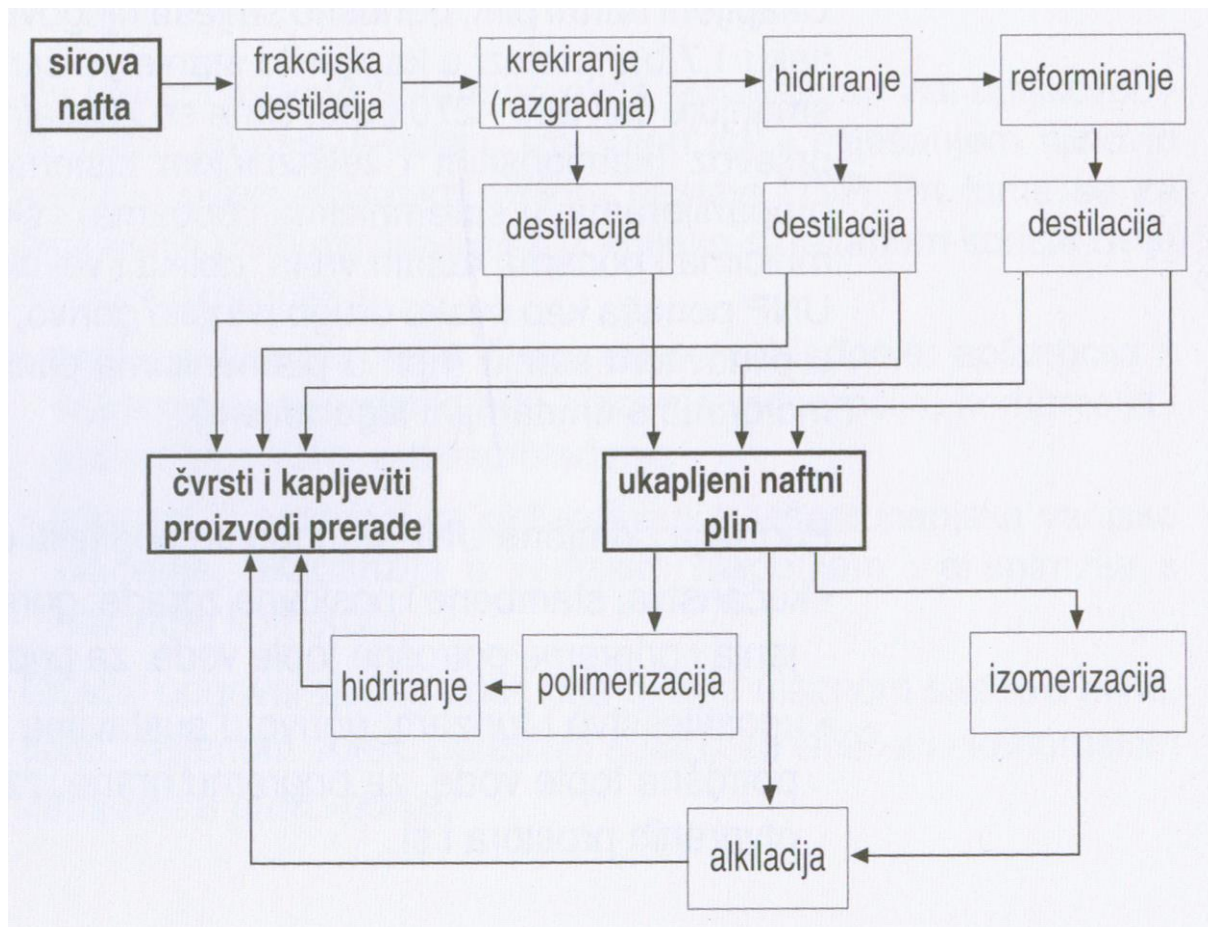 sirova
nafta
frakcijska
destilacija
krekiranje
(razgradnja)
hidriranje
reformiranje
destilacija
destilacija
destilacija
čvrsti i kapljeviti
proizvodi prerade
ukapljeni naftni
plin
hidriranje
polimerizacija
izomerizacija
alkilacija